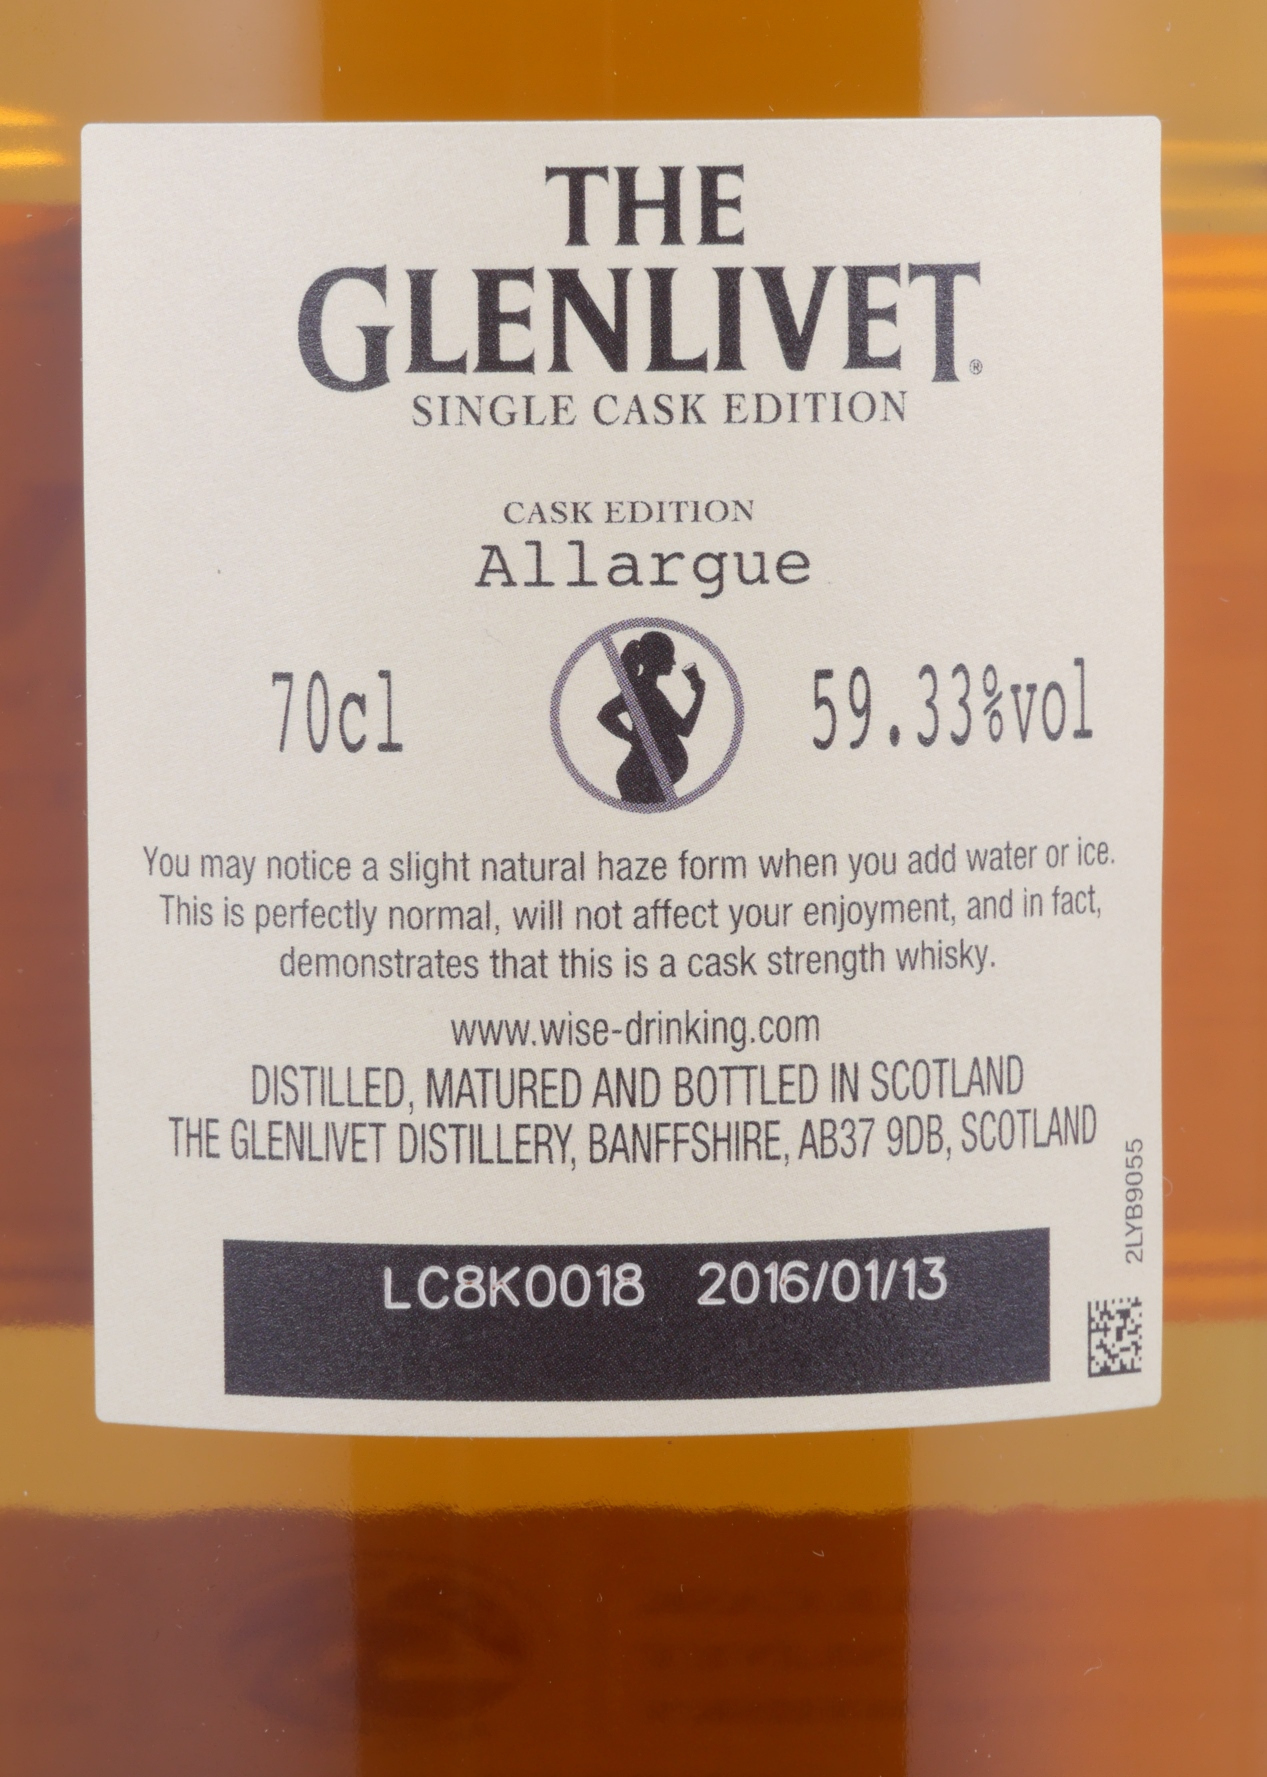 THE
GLENLIVET®
SINGLE CASK EDITION
CASK EDITION
Allargue
70cl
59.33%vol
You may notice a slight natural haze form when you add water or ice.
This is perfectly normal, will not affect your enjoyment, and in fact,
demonstrates that this is a cask strength whisky.
www.wise-drinking.com
DISTILLED, MATURED AND BOTTLED IN SCOTLAND
THE GLENLIVET DISTILLERY, BANFFSHIRE, AB37 9DB, SCOTLAND
2LYB9055
LC8K0018 2016/01/13